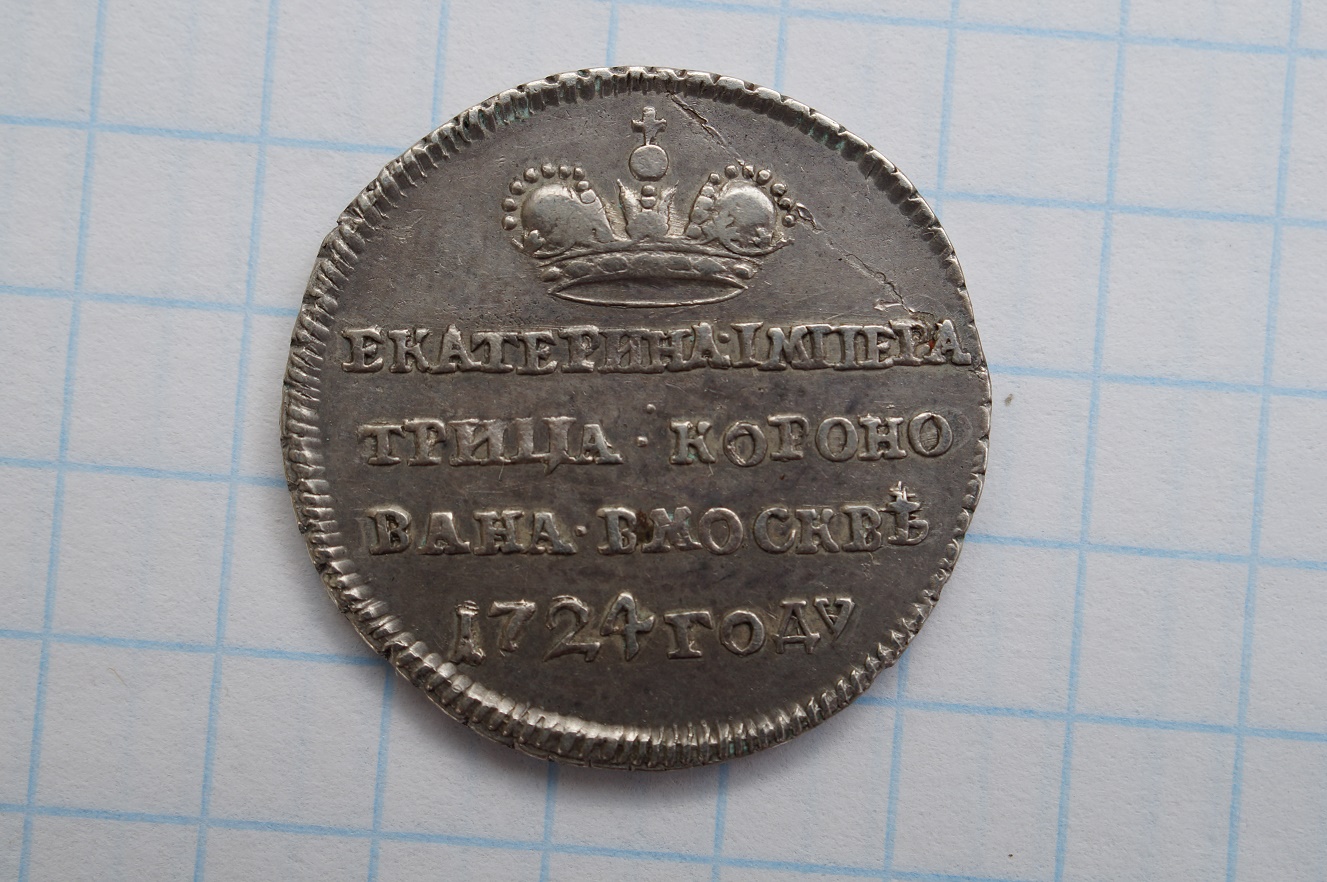 ЕКАТЕРИНА·IМПЕРА
ТРИЦА · КОРОНО
ВАНА · ВМОСКВѢ
1724 ГОДУ